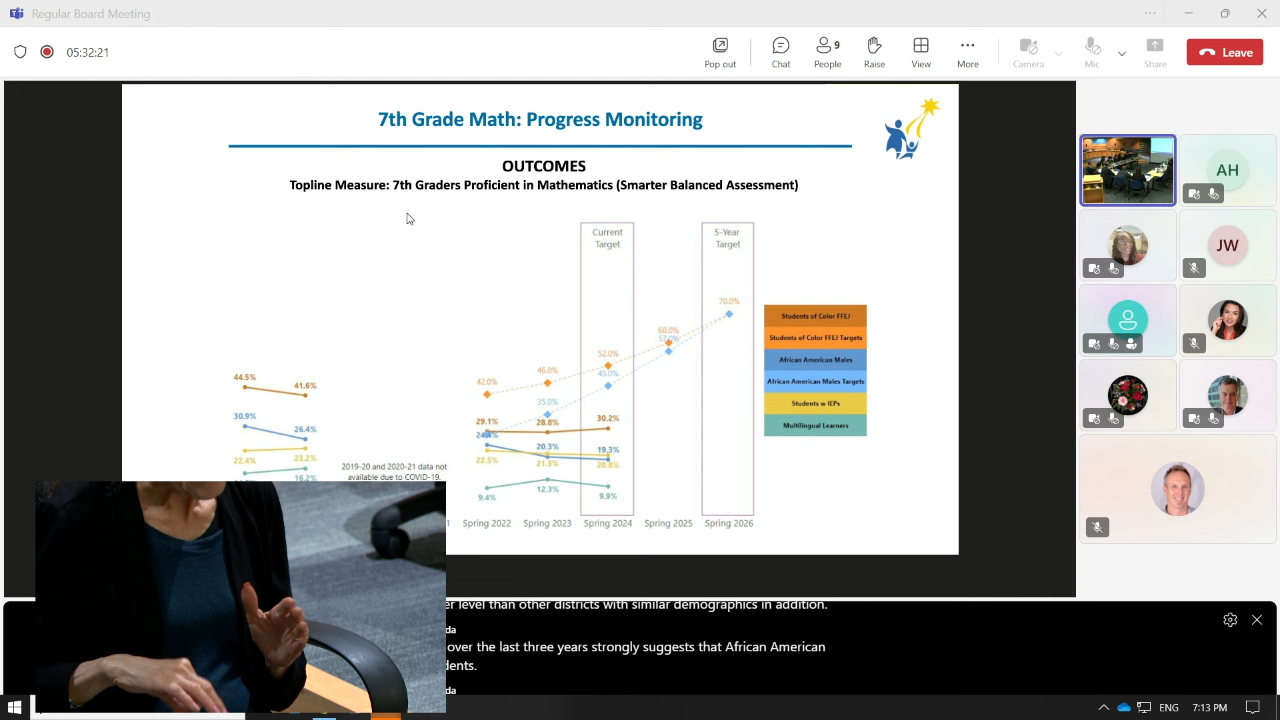 Regular Board Meeting
05:32:21
Pop out
Chat
9
People
Raise
View
More
Camera
Mic
Share
Leave
7th Grade Math: Progress Monitoring
OUTCOMES
Topline Measure: 7th Graders Proficient in Mathematics (Smarter Balanced Assessment)
Current
Target
5-Year
Target
70.0%
60.0%
57.0%
52.0%
45.0%
46.0%
42.0%
35.0%
44.5%
41.6%
30.9%
26.4%
22.4%
23.2%
16.2%
29.1%
28.8%
30.2%
20.3%
19.3%
22.5%
21.3%
20.8%
9.4%
12.3%
9.9%
2019-20 and 2020-21 data not
available due to COVID-19.
Spring 2022
Spring 2023
Spring 2024
Spring 2025
Spring 2026
Students of Color FFEJ
Students of Color FFEJ Targets
African American Males
African American Males Targets
Students w IEPs
Multilingual Learners
AH
JW
er level than other districts with similar demographics in addition.
da
over the last three years strongly suggests that African American
dents.
da
ENG
7:13 PM